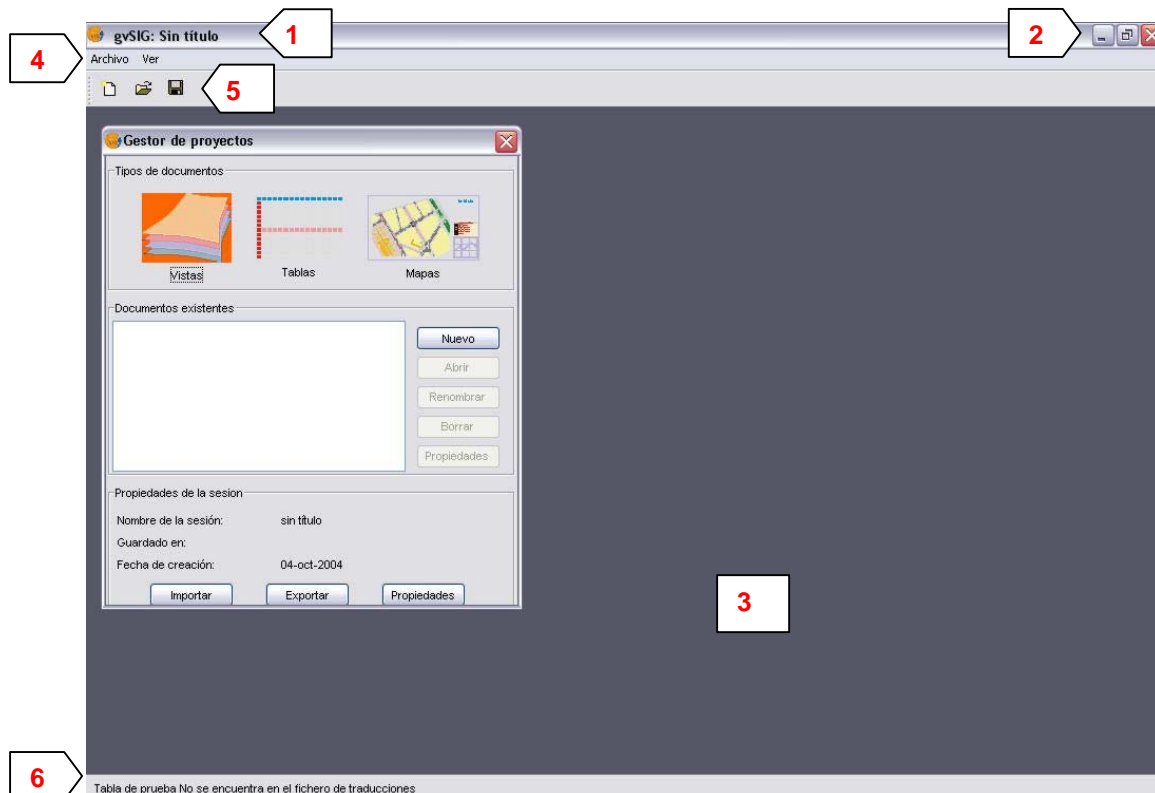 gvSIG: Sin título
1
2
4
Archivo Ver
5
Gestor de proyectos
Tipos de documentos
Vistas
Tablas
Mapas
Documentos existentes
Nuevo
Abrir
Renombrar
Borrar
Propiedades
Propiedades de la sesion
Nombre de la sesión: sin título
Guardado en:
Fecha de creación: 04-oct-2004
Importar
Exportar
Propiedades
3
6
Tabla de prueba No se encuentra en el fichero de traducciones